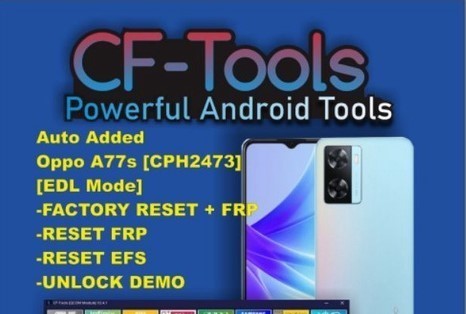 CF-Tools
Powerful Android Tools
Auto Added
Oppo A77s [CPH2473]
[EDL Mode]
-FACTORY RESET + FRP
-RESET FRP
-RESET EFS
-UNLOCK DEMO